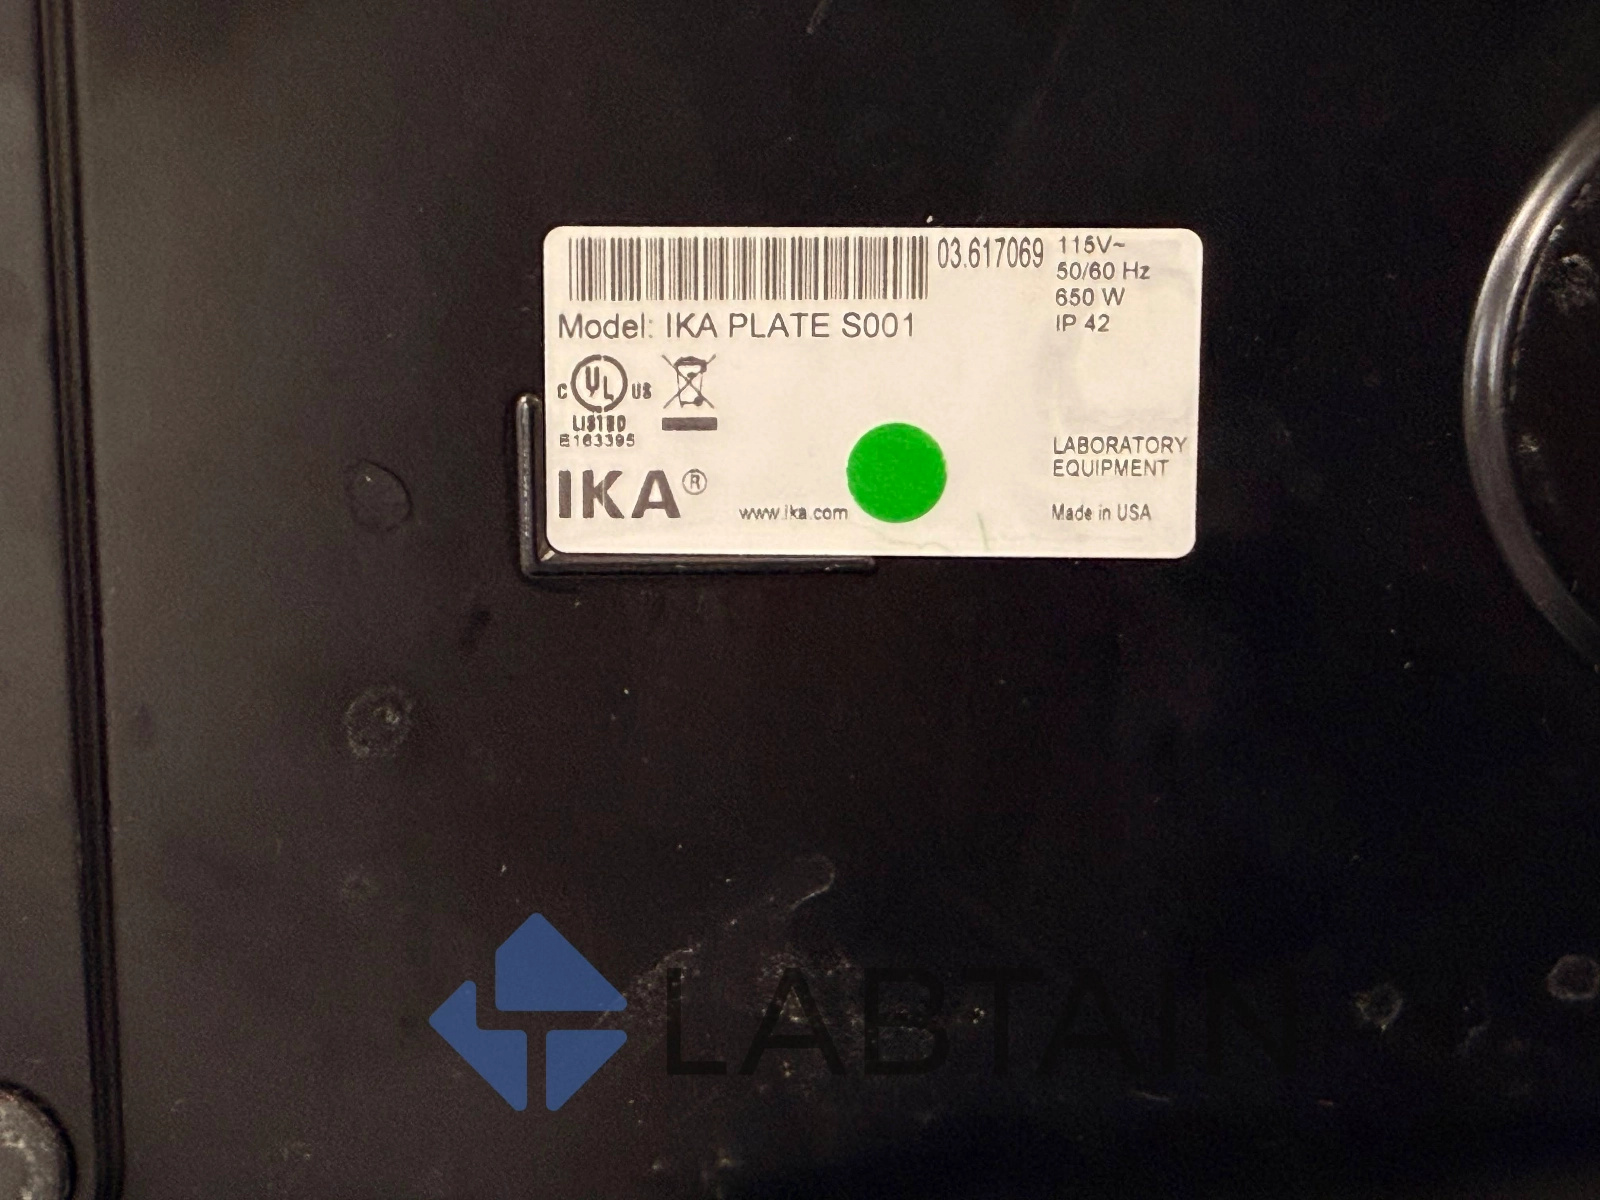 03.617069
115V~
50/60 Hz
650 W
IP 42
Model: IKA PLATE S001
C UL US
LISTED
E163395
IKA®
www.ika.com
LABORATORY
EQUIPMENT
Made in USA
LABTAIN